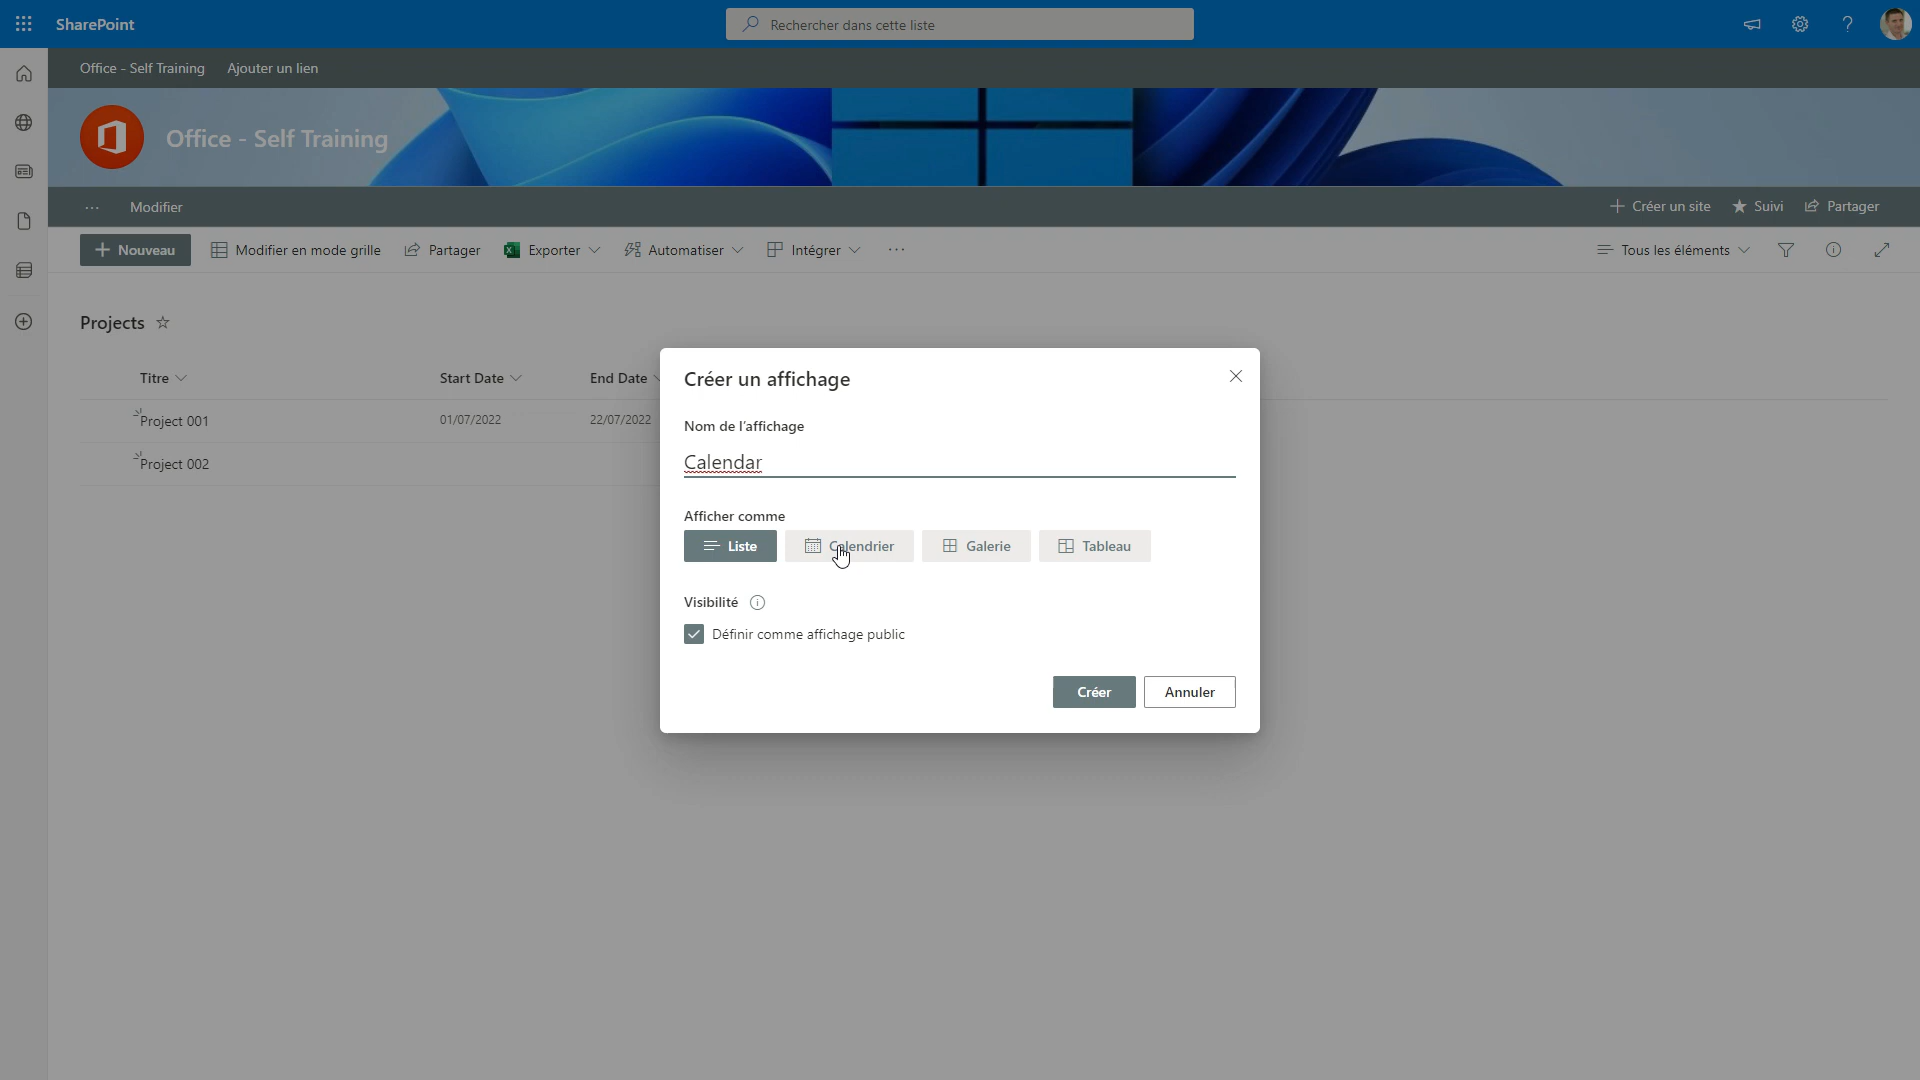 SharePoint
Rechercher dans cette liste
Office - Self Training Ajouter un lien
Office - Self Training
Modifier
Créer un site Suivi Partager
Nouveau Modifier en mode grille Partager Exporter Automatiser Intégrer Tous les éléments
Projects
Titre Start Date End Date
Project 001 01/07/2022 22/07/2022
Project 002
Créer un affichage
Nom de l'affichage
Calendar
Afficher comme
Liste Calendrier Galerie Tableau
Visibilité
Définir comme affichage public
Créer Annuler